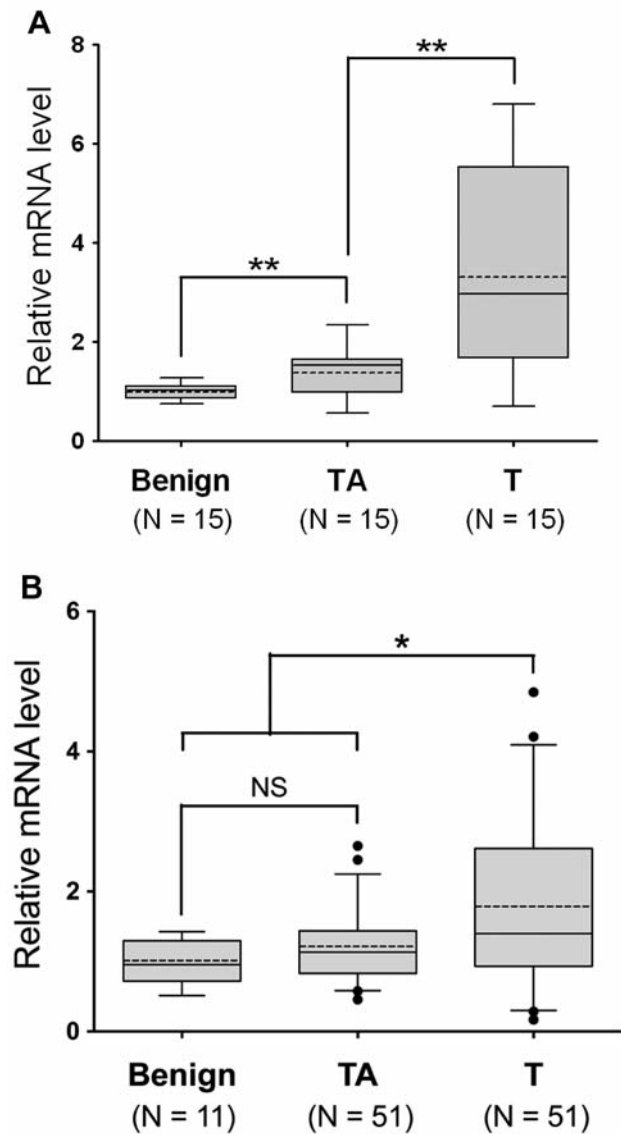 A
Relative mRNA level
8
6
4
2
0
**
**
Benign
TA
T
(N = 15)
(N = 15)
(N = 15)
B
Relative mRNA level
6
4
2
0
*
NS
Benign
TA
T
(N = 11)
(N = 51)
(N = 51)